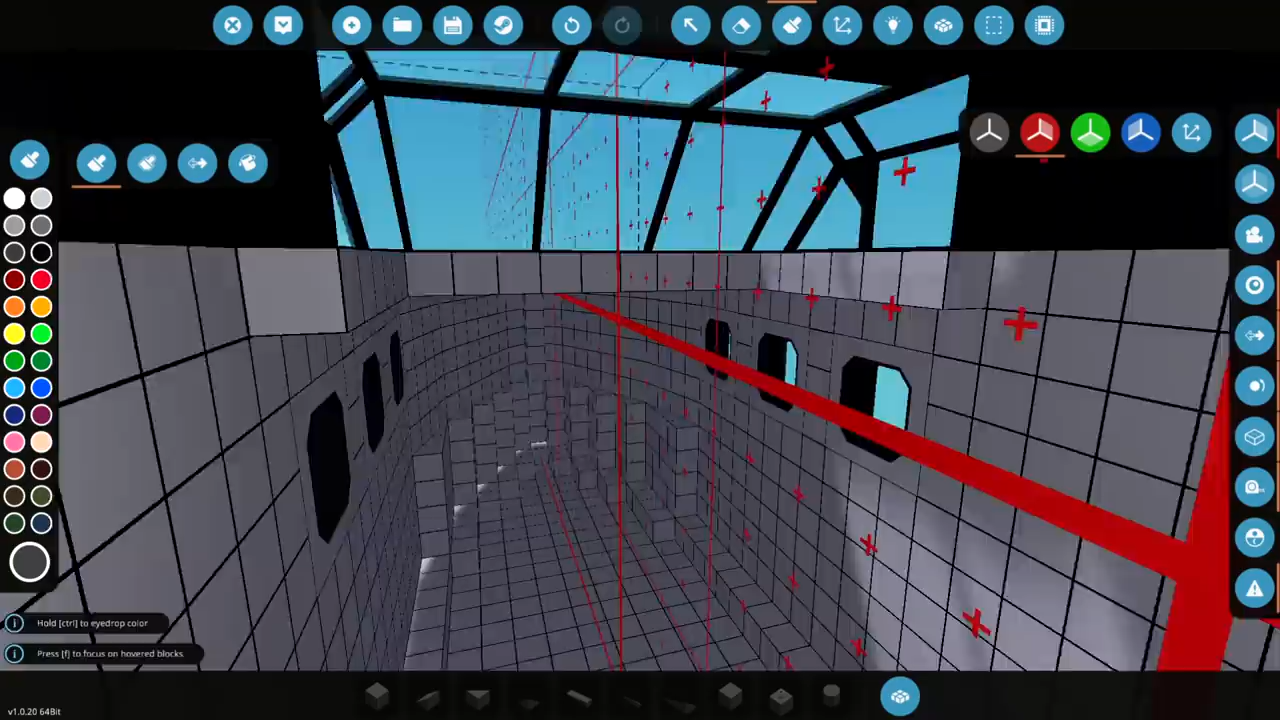 Hold [ctrl] to eyedrop color
Press [f] to focus on hovered blocks.
v1.0.20 64Bit